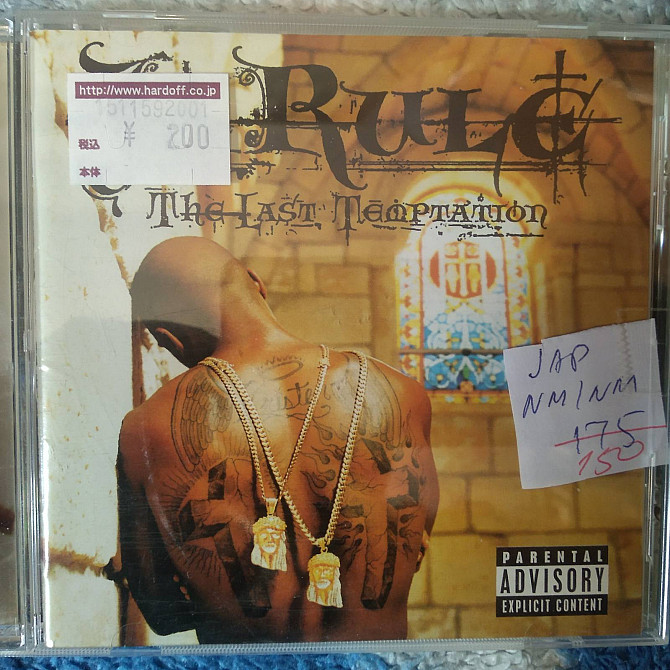 http://www.hardoff.co.jp
1511592001
税込 ¥ 200
本体
Rule
The Last Temptation
JAP
NM/NM
175
150
PARENTAL
ADVISORY
EXPLICIT CONTENT